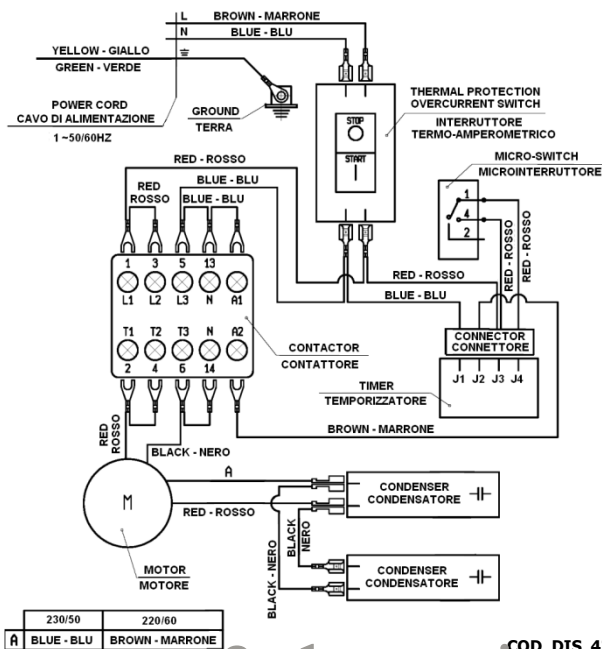 L
BROWN - MARRONE
N
BLUE - BLU
YELLOW - GIALLO
GREEN - VERDE
POWER CORD
CAVO DI ALIMENTAZIONE
1 ~50/60HZ
GROUND
TERRA
STOP
START
THERMAL PROTECTION
OVERCURRENT SWITCH
INTERRUTTORE
TERMO-AMPEROMETRICO
MICRO-SWITCH
MICROINTERRUTTORE
1
4
2
RED - ROSSO
RED - ROSSO
RED - ROSSO
RED
ROSSO
BLUE - BLU
BLUE - BLU
RED - ROSSO
BLUE - BLU
1 3 5 13
L1 L2 L3 N A1
T1 T2 T3 N A2
2 4 6 14
CONTACTOR
CONTATTORE
CONNECTOR
CONNETTORE
J1 J2 J3 J4
TIMER
TEMPORIZZATORE
BROWN - MARRONE
RED
ROSSO
BLACK - NERO
M
A
RED - ROSSO
MOTOR
MOTORE
BLACK - NERO
BLACK
NERO
CONDENSER
CONDENSATORE
CONDENSER
CONDENSATORE
230/50 220/60
A BLUE - BLU BROWN - MARRONE
COD DIS 4